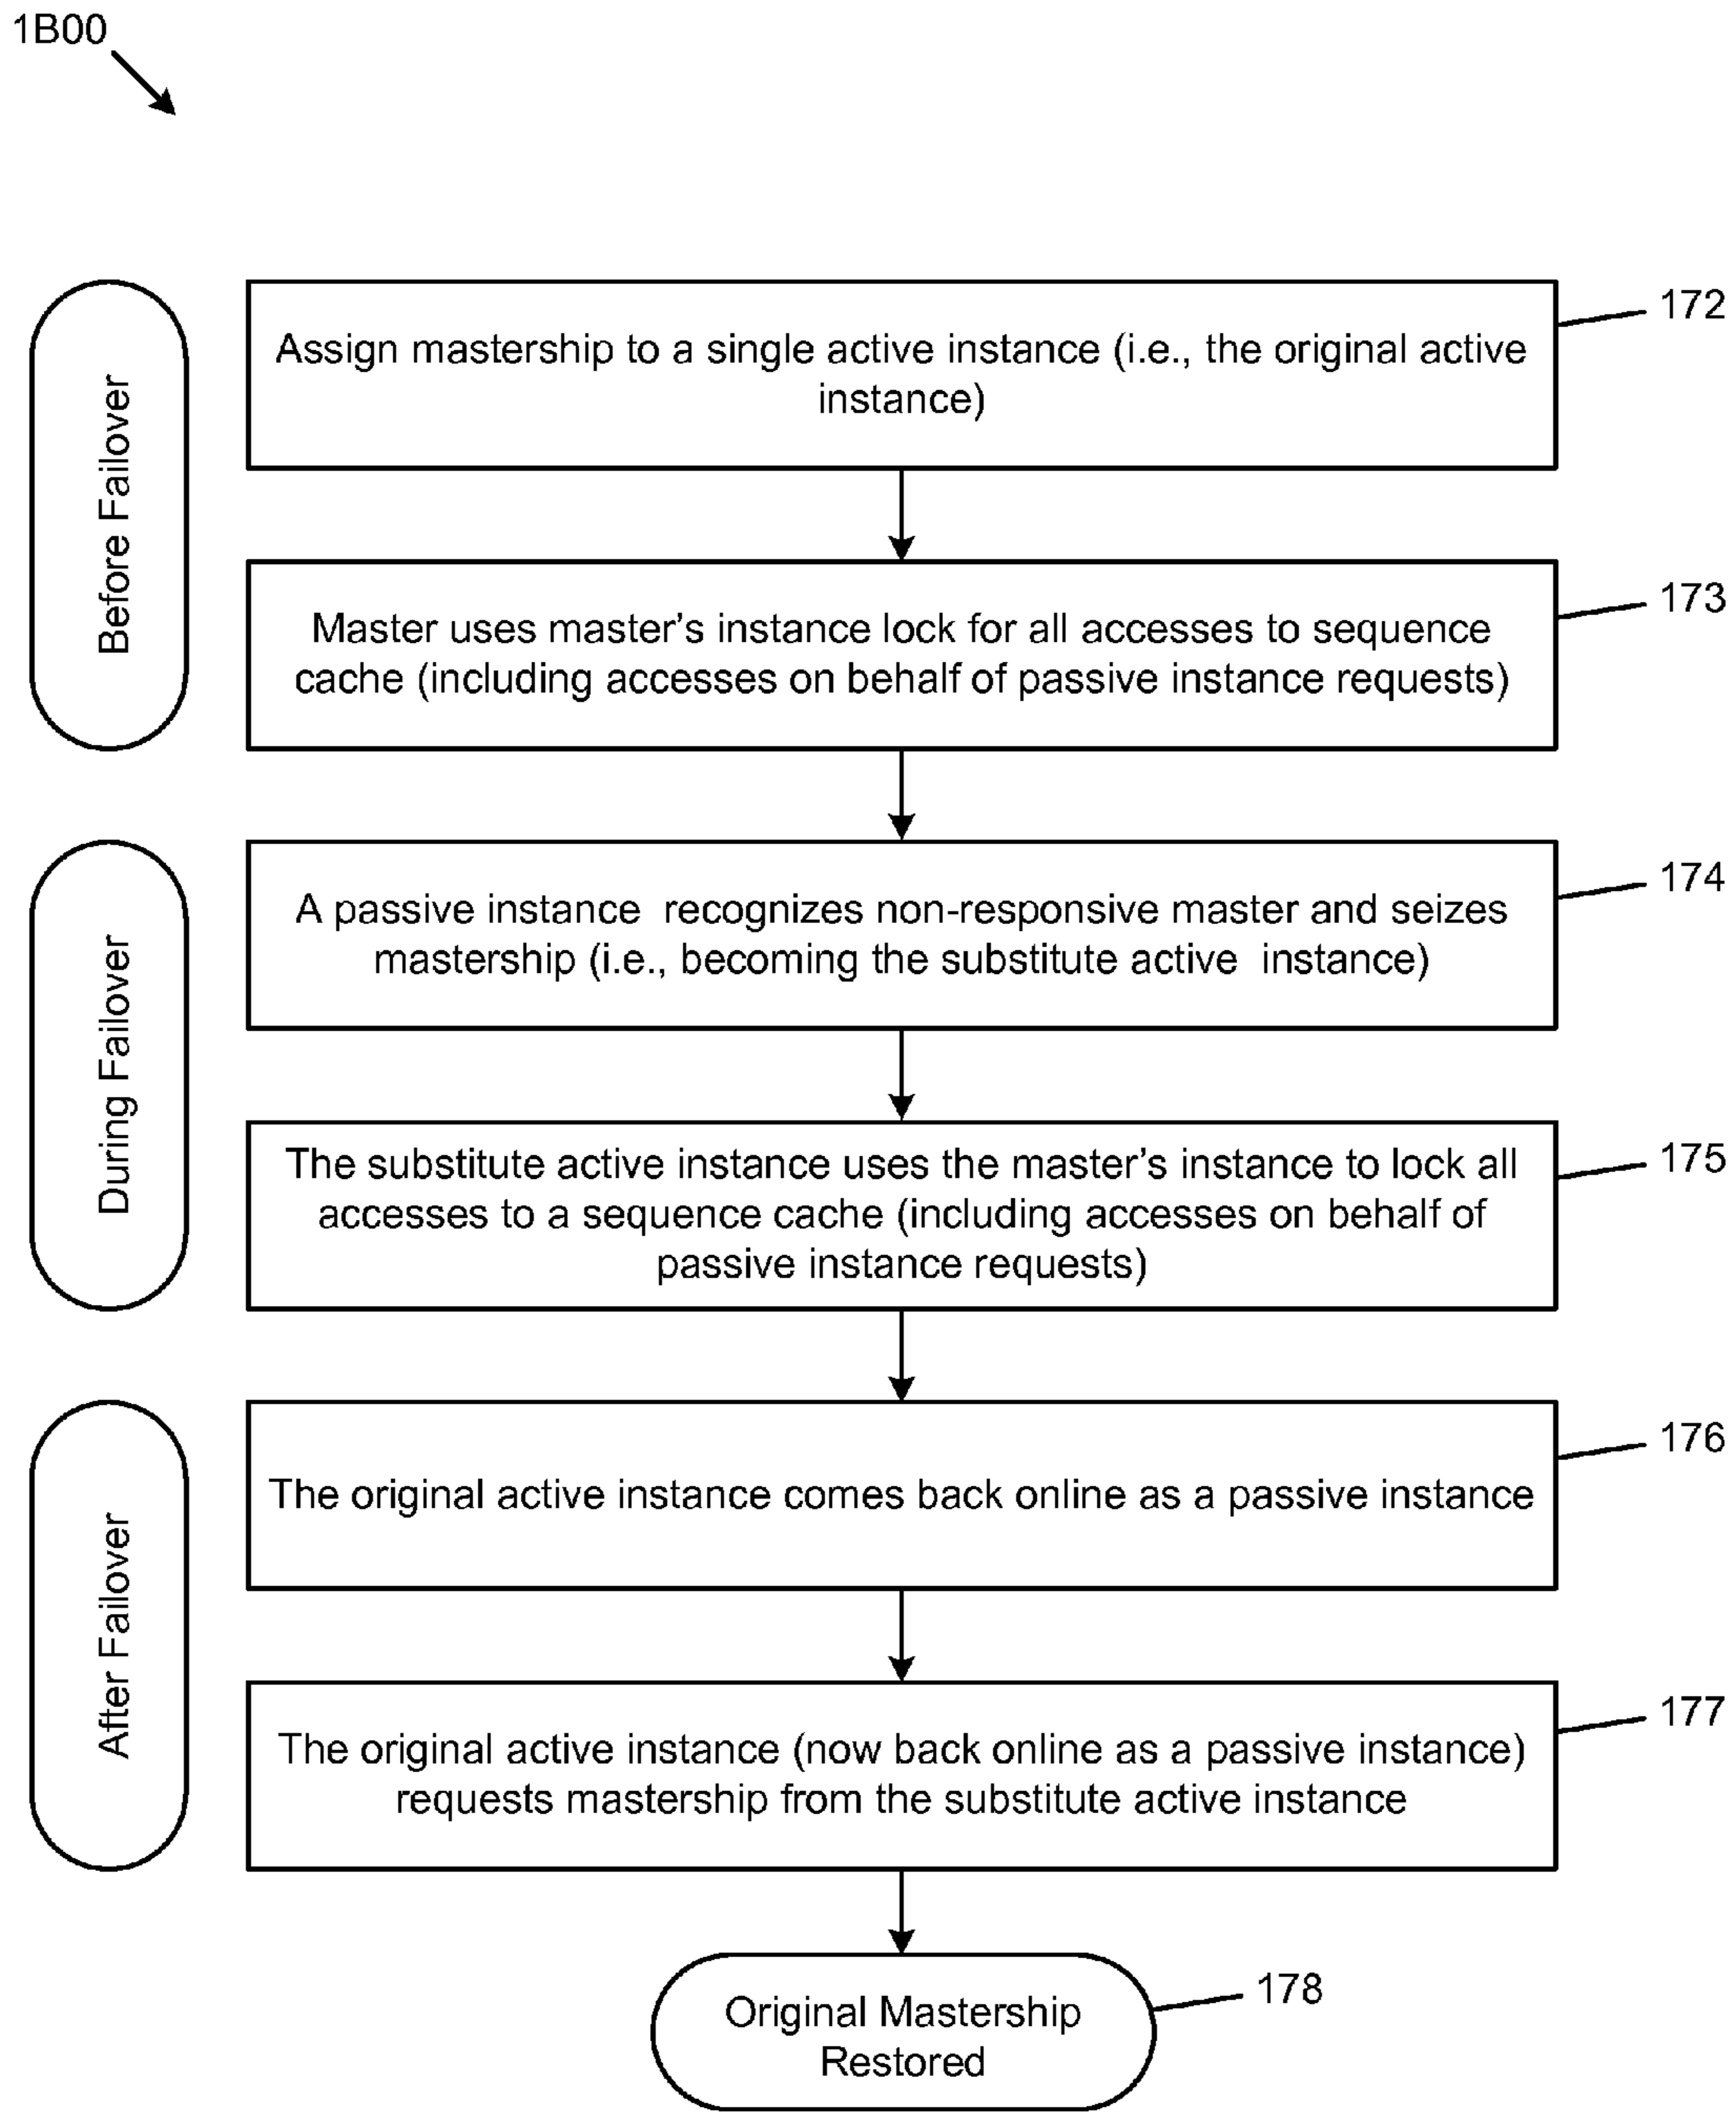 1B00
Before Failover
Assign mastership to a single active instance (i.e., the original active
instance)
172
Master uses master's instance lock for all accesses to sequence
cache (including accesses on behalf of passive instance requests)
173
During Failover
A passive instance recognizes non-responsive master and seizes
mastership (i.e., becoming the substitute active instance)
174
The substitute active instance uses the master's instance to lock all
accesses to a sequence cache (including accesses on behalf of
passive instance requests)
175
After Failover
The original active instance comes back online as a passive instance
176
The original active instance (now back online as a passive instance)
requests mastership from the substitute active instance
177
Original Mastership
Restored
178